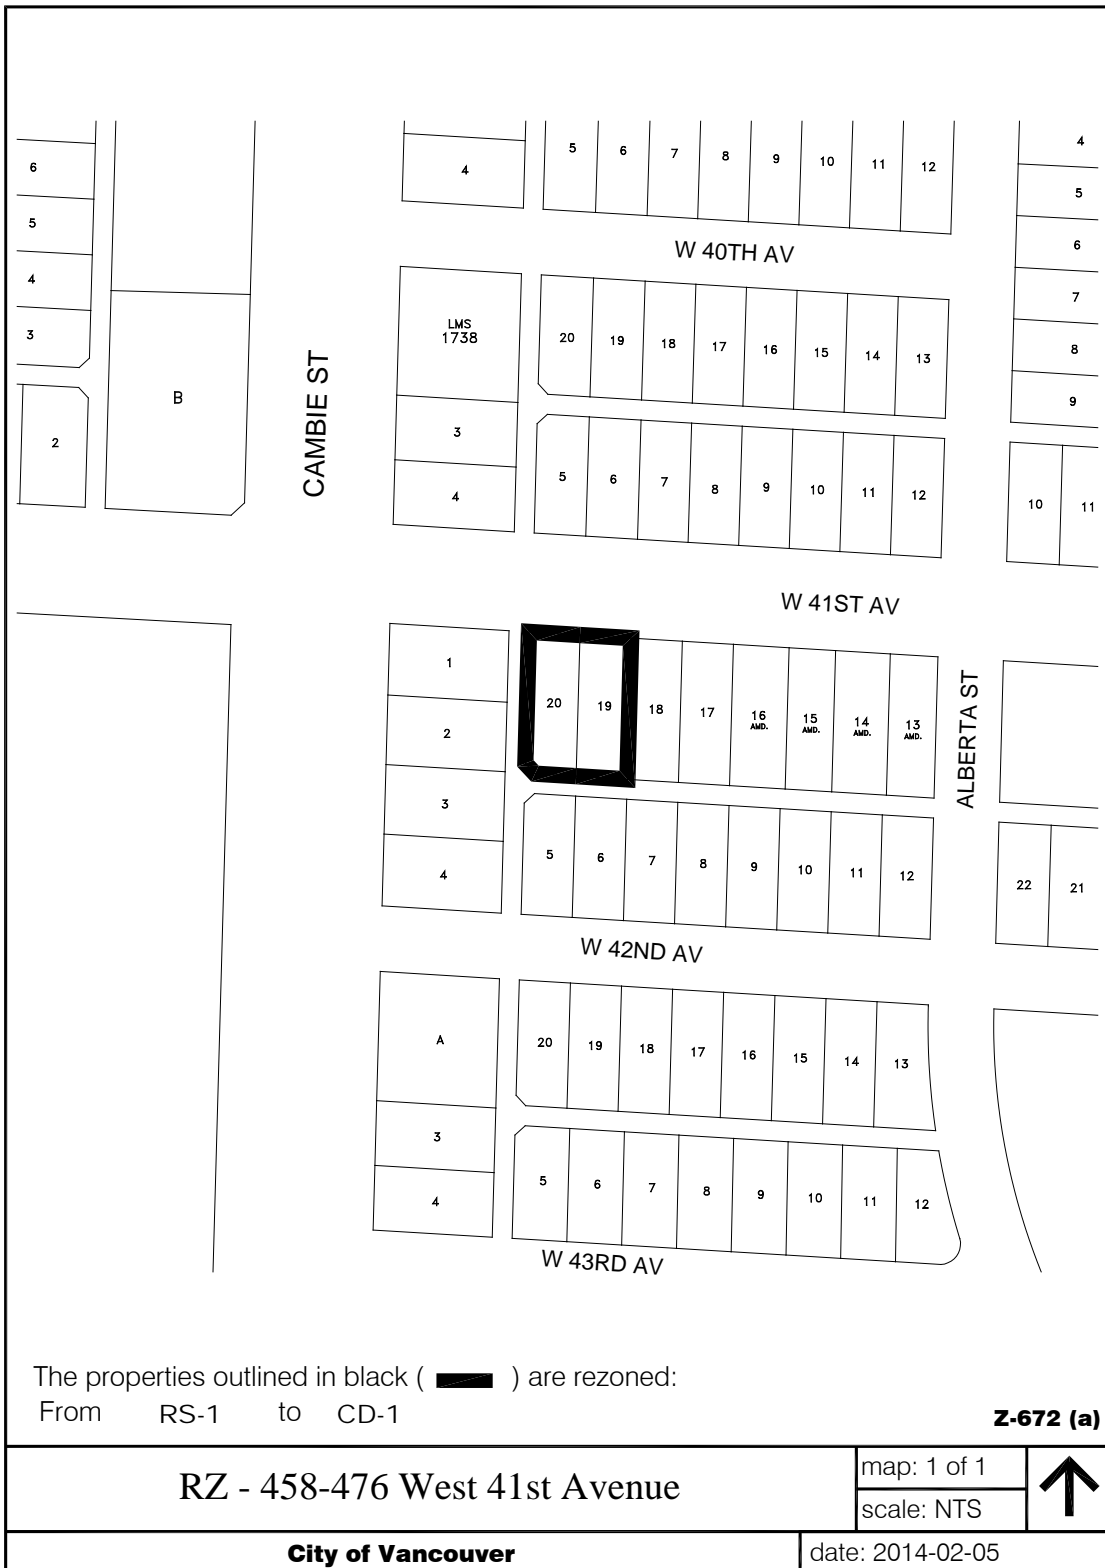 4
5 6 7 8 9 10 11 12
6 4
5 5
W 40TH AV
4 6
3 7
LMS
1738
20 19 18 17 16 15 14 13
8
CAMBIE ST
B
9
2 3
4
5 6 7 8 9 10 11 12
10 11
W 41ST AV
1
20 19 18 17 16 AMD. 15 AMD. 14 AMD. 13 AMD.
2
ALBERTA ST
3
4
5 6 7 8 9 10 11 12
22 21
W 42ND AV
A
20 19 18 17 16 15 14 13
3
4
5 6 7 8 9 10 11 12
W 43RD AV
The properties outlined in black ( ) are rezoned:
From RS-1 to CD-1
Z-672 (a)
RZ - 458-476 West 41st Avenue
map: 1 of 1
scale: NTS
City of Vancouver
date: 2014-02-05